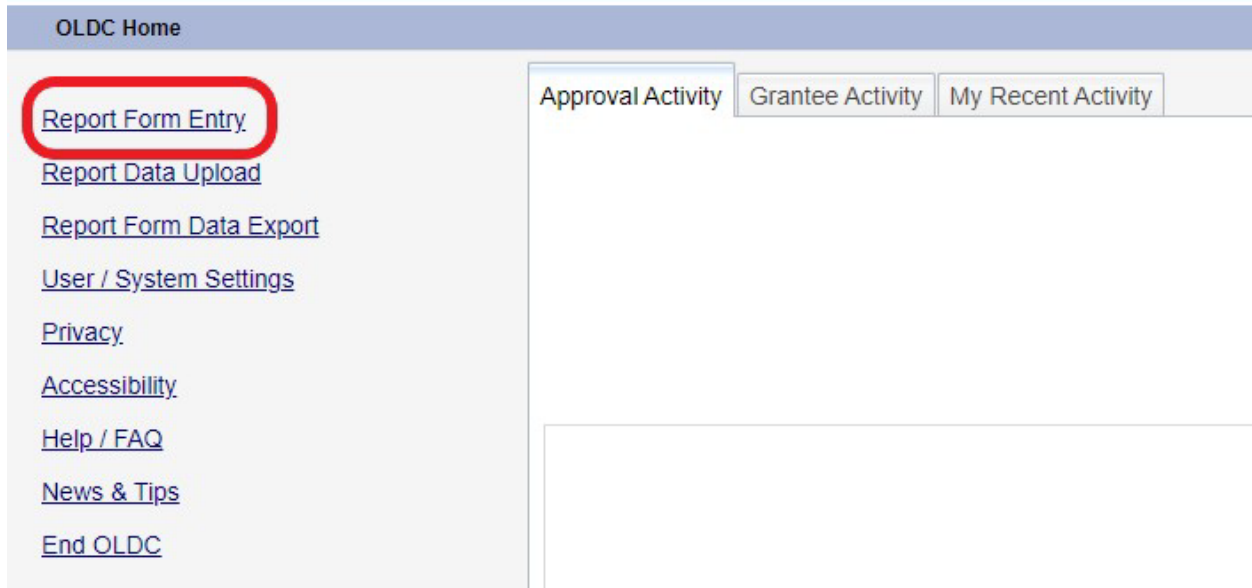 OLDC Home
Report Form Entry
Report Data Upload
Report Form Data Export
User / System Settings
Privacy
Accessibility
Help / FAQ
News & Tips
End OLDC
Approval Activity Grantee Activity My Recent Activity